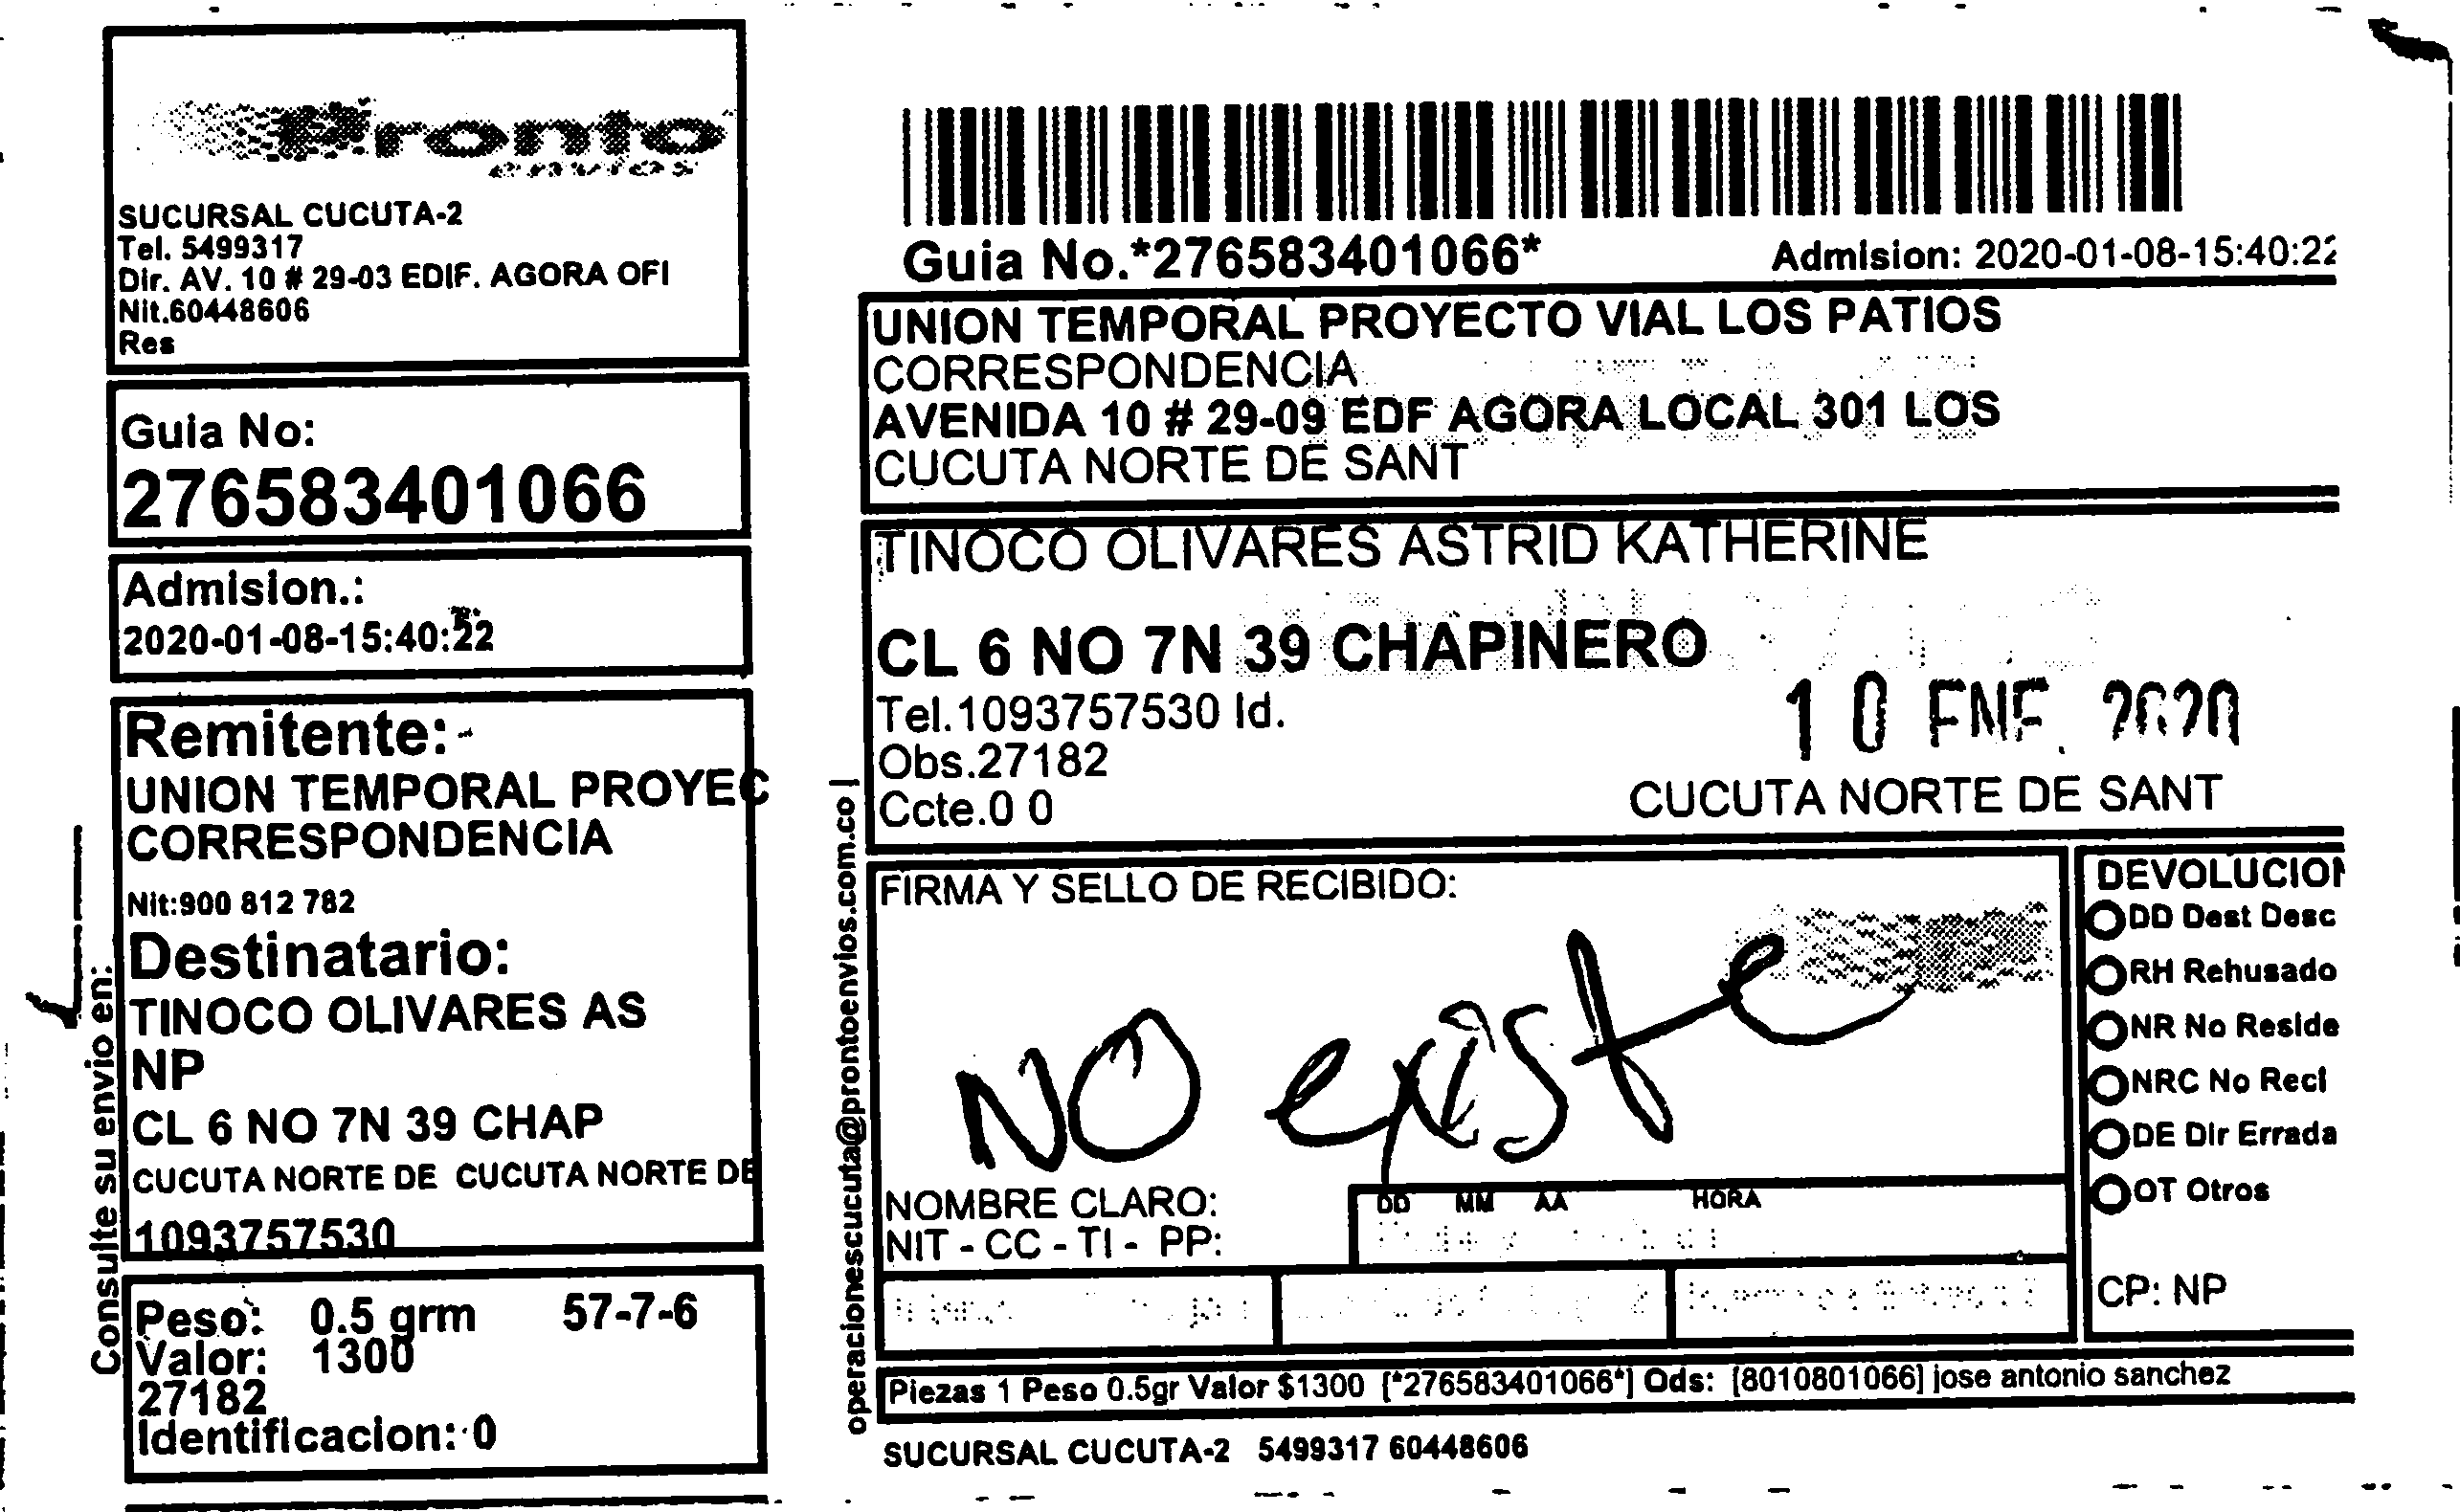 Pronto
envios
SUCURSAL CUCUTA-2
Tel. 5499317
Dir. AV. 10 # 29-03 EDIF. AGORA OFI
Nit.60448606
Res
Guia No:
276583401066
Admision.:
2020-01-08-15:40:22
Remitente:
UNION TEMPORAL PROYEC
CORRESPONDENCIA
Nit:900 812 782
Destinatario:
TINOCO OLIVARES AS
NP
CL 6 NO 7N 39 CHAP
CUCUTA NORTE DE CUCUTA NORTE DE
1093757530
Peso: 0.5 grm 57-7-6
Valor: 1300
27182
Identificacion: 0
Consulte su envio en:
operacionescucuta@prontoenvios.com.co |
Guia No.*276583401066* Admision: 2020-01-08-15:40:22
UNION TEMPORAL PROYECTO VIAL LOS PATIOS
CORRESPONDENCIA
AVENIDA 10 # 29-09 EDF AGORA LOCAL 301 LOS
CUCUTA NORTE DE SANT
TINOCO OLIVARES ASTRID KATHERINE
CL 6 NO 7N 39 CHAPINERO
Tel.1093757530 Id.
10 ENE. 2020
Obs.27182
Ccte.0 0 CUCUTA NORTE DE SANT
FIRMA Y SELLO DE RECIBIDO:
NO existe
NOMBRE CLARO:
NIT - CC - TI - PP:
DD MM AA HORA
DEVOLUCION
DD Dest Desc
RH Rehusado
NR No Reside
NRC No Recl
DE Dir Errada
OT Otros
CP: NP
Piezas 1 Peso 0.5gr Valor $1300 [*276583401066*] Ods: [8010801066] jose antonio sanchez
SUCURSAL CUCUTA-2 5499317 60448606